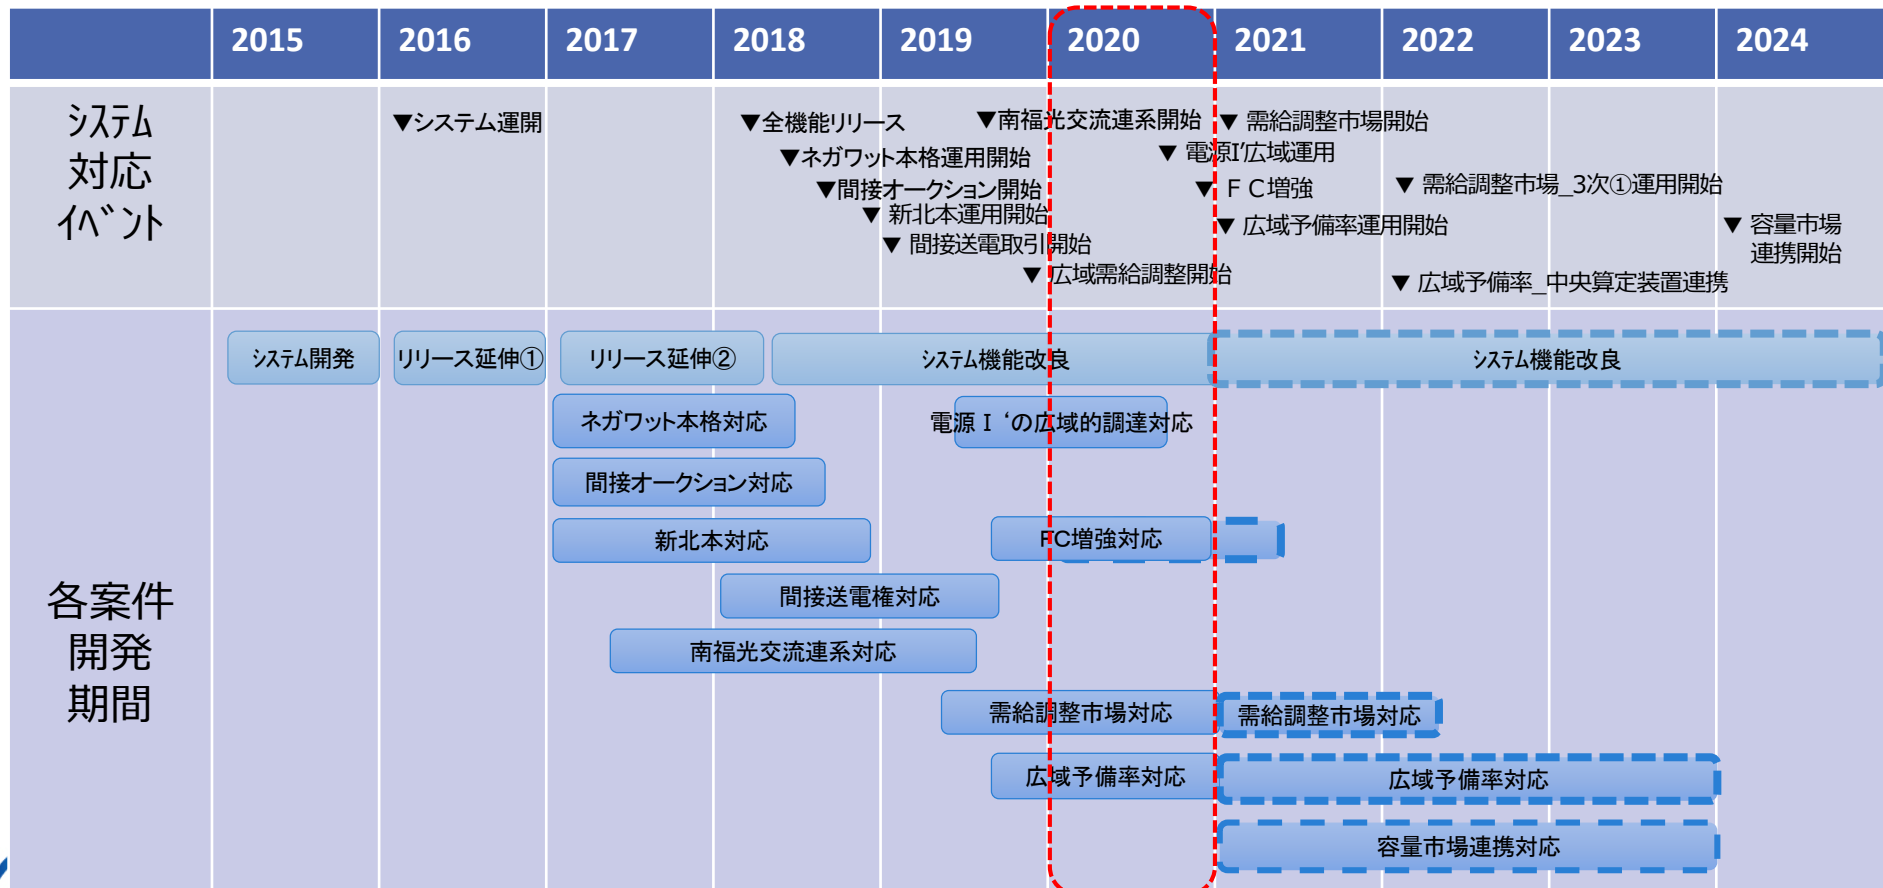 2015 2016 2017 2018 2019 2020 2021 2022 2023 2024
ｼｽﾃﾑ
対応
ｲﾍﾞﾝﾄ
▼システム運開
▼全機能リリース
▼南福光交流連系開始
▼ 需給調整市場開始
▼ネガワット本格運用開始
▼ 電源I’広域運用
▼間接オークション開始
▼ ＦＣ増強
▼ 需給調整市場_3次①運用開始
▼ 新北本運用開始
▼ 広域予備率運用開始
▼ 容量市場
連携開始
▼ 間接送電取引開始
▼ 広域需給調整開始
▼ 広域予備率_中央算定装置連携
各案件
開発
期間
ｼｽﾃﾑ開発
リリース延伸①
リリース延伸②
ｼｽﾃﾑ機能改良
ｼｽﾃﾑ機能改良
ネガワット本格対応
電源Ｉ‘の広域的調達対応
間接オークション対応
新北本対応
FC増強対応
間接送電権対応
南福光交流連系対応
需給調整市場対応
需給調整市場対応
広域予備率対応
広域予備率対応
容量市場連携対応